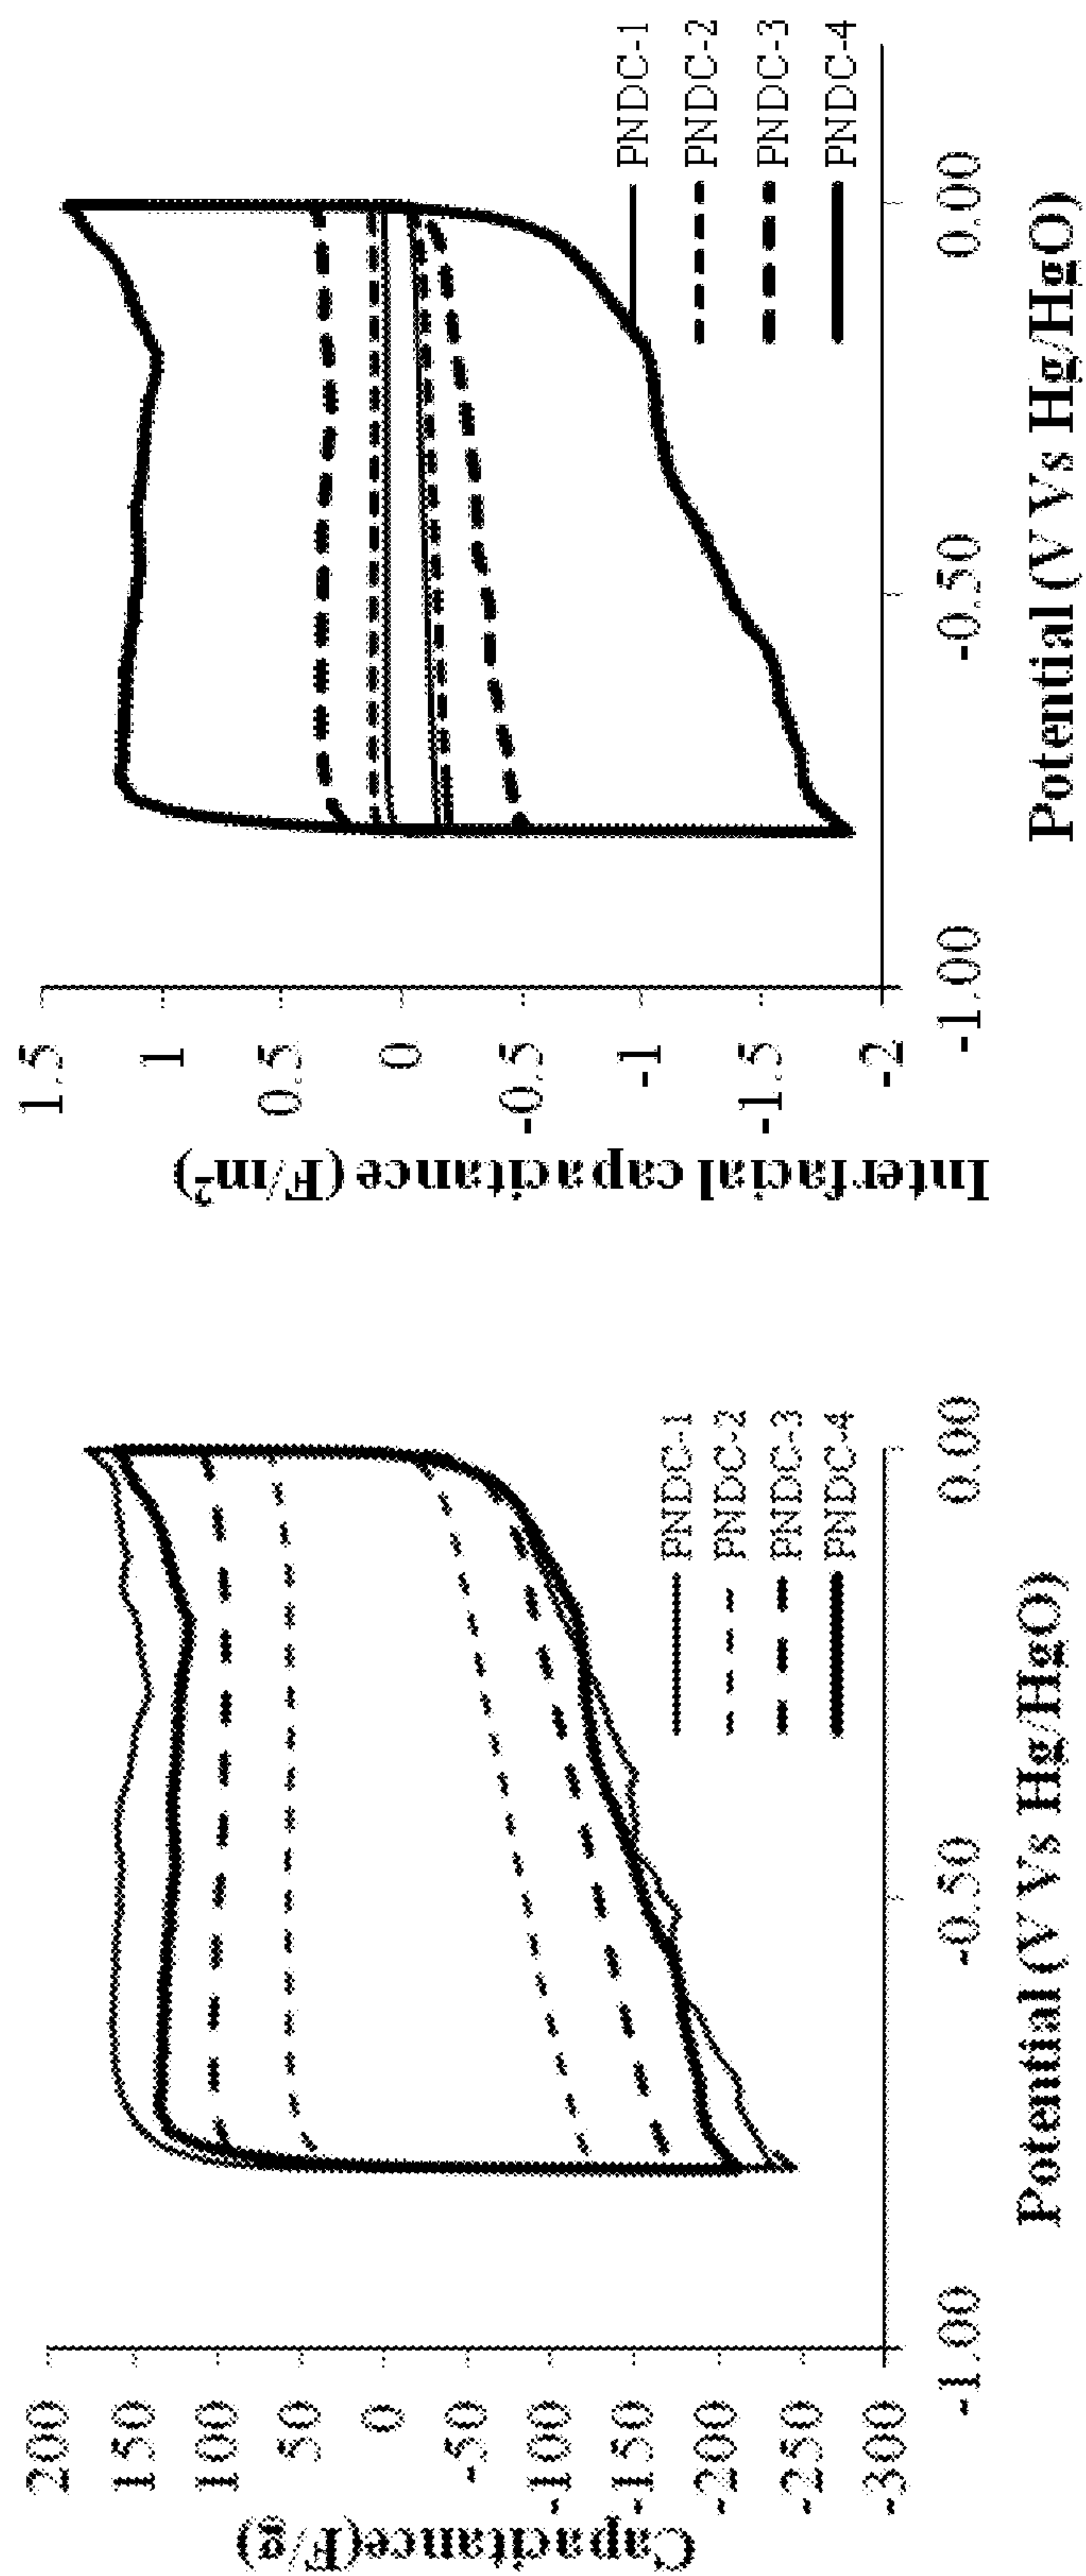 Capacitance(F/g)
200
150
100
50
0
-50
-100
-150
-200
-250
-300
-1.00
-0.50
0.00
Potential (V Vs Hg/HgO)
PNDC-1
PNDC-2
PNDC-3
PNDC-4
Interfacial capacitance (F/m²)
1.5
1
0.5
0
-0.5
-1
-1.5
-2
-1.00
-0.50
0.00
Potential (V Vs Hg/HgO)
PNDC-1
PNDC-2
PNDC-3
PNDC-4